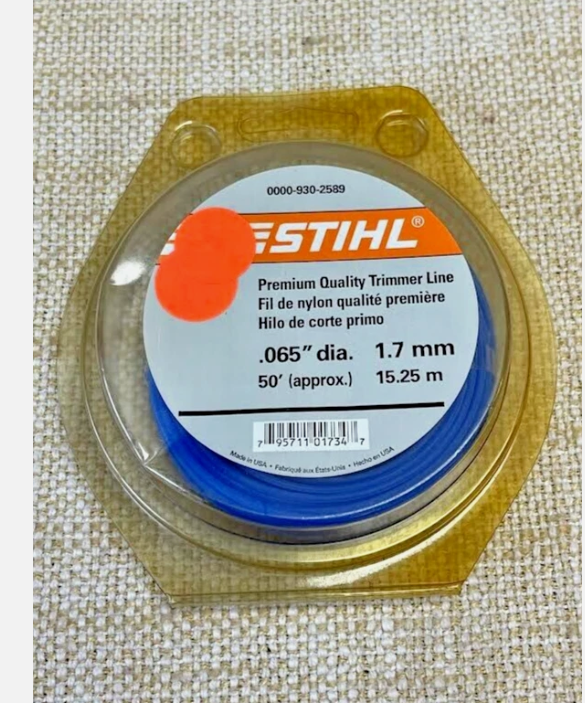 0000-930-2589
STIHL®
Premium Quality Trimmer Line
Fil de nylon qualité première
Hilo de corte primo
.065” dia. 1.7 mm
50’ (approx.) 15.25 m
7 95711 01734 7
Made in USA • Fabriqué aux États-Unis • Hecho en USA